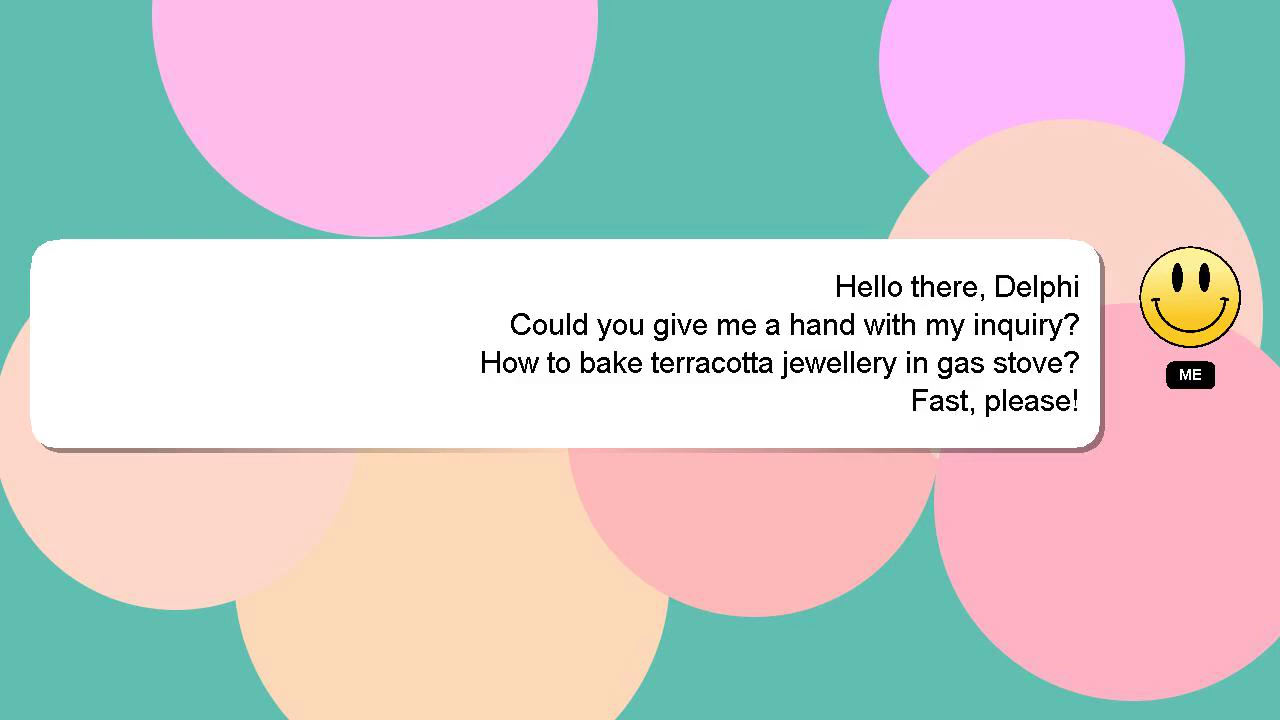 Hello there, Delphi
Could you give me a hand with my inquiry?
How to bake terracotta jewellery in gas stove?
Fast, please!
ME